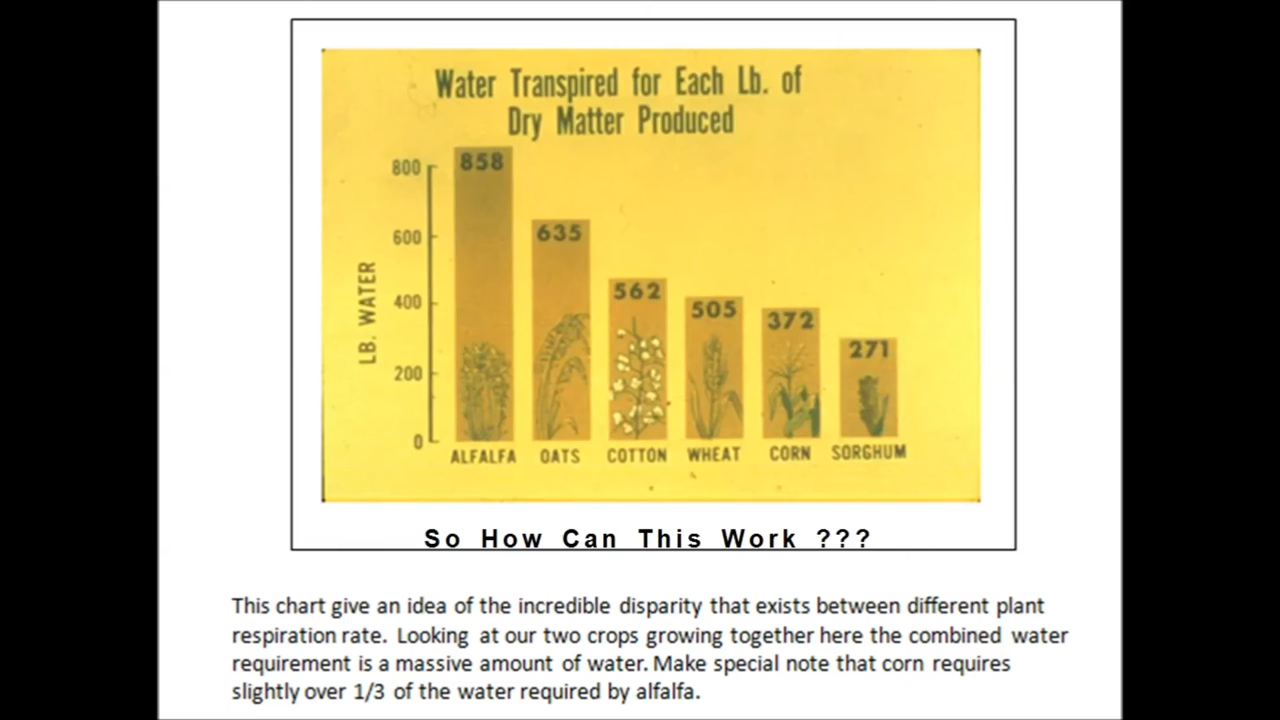 Water Transpired for Each Lb. of
Dry Matter Produced
858
800
635
600
562
505
400
372
271
200
0
LB. WATER
ALFALFA OATS COTTON WHEAT CORN SORGHUM
So How Can This Work ???
This chart give an idea of the incredible disparity that exists between different plant
respiration rate. Looking at our two crops growing together here the combined water
requirement is a massive amount of water. Make special note that corn requires
slightly over 1/3 of the water required by alfalfa.